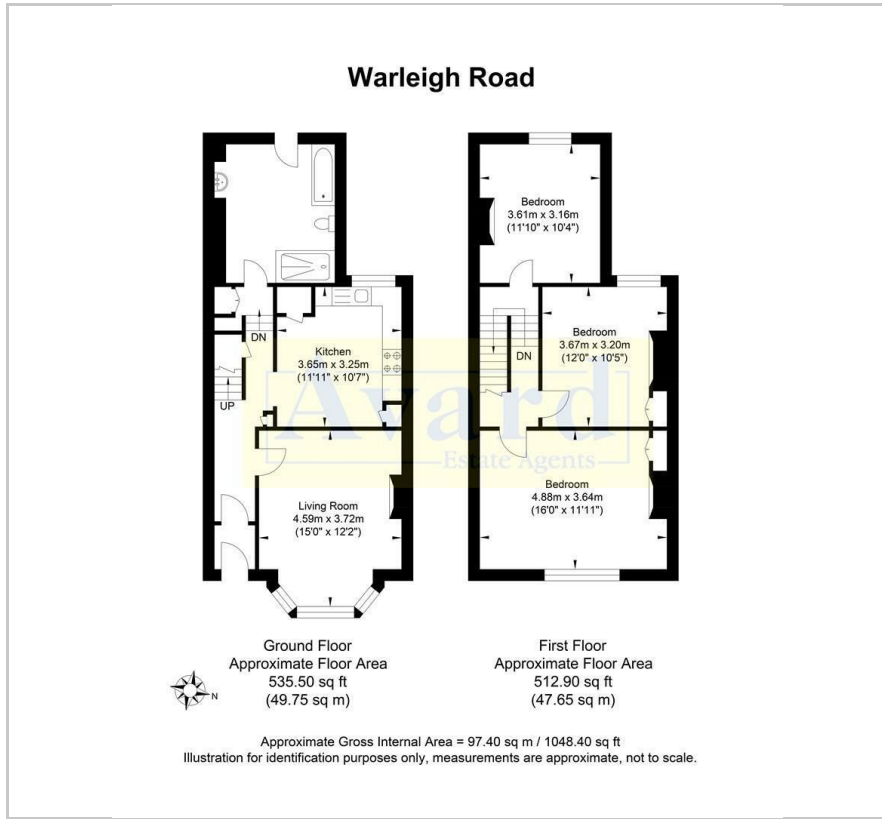 Warleigh Road
DN
UP
Kitchen
3.65m x 3.25m
(11'11" x 10'7")
Living Room
4.59m x 3.72m
(15'0" x 12'2")
Bedroom
3.61m x 3.16m
(11'10" x 10'4")
DN
Bedroom
3.67m x 3.20m
(12'0" x 10'5")
Bedroom
4.88m x 3.64m
(16'0" x 11'11")
Avard
Estate Agents
Ground Floor
Approximate Floor Area
535.50 sq ft
(49.75 sq m)
First Floor
Approximate Floor Area
512.90 sq ft
(47.65 sq m)
N
Approximate Gross Internal Area = 97.40 sq m / 1048.40 sq ft
Illustration for identification purposes only, measurements are approximate, not to scale.